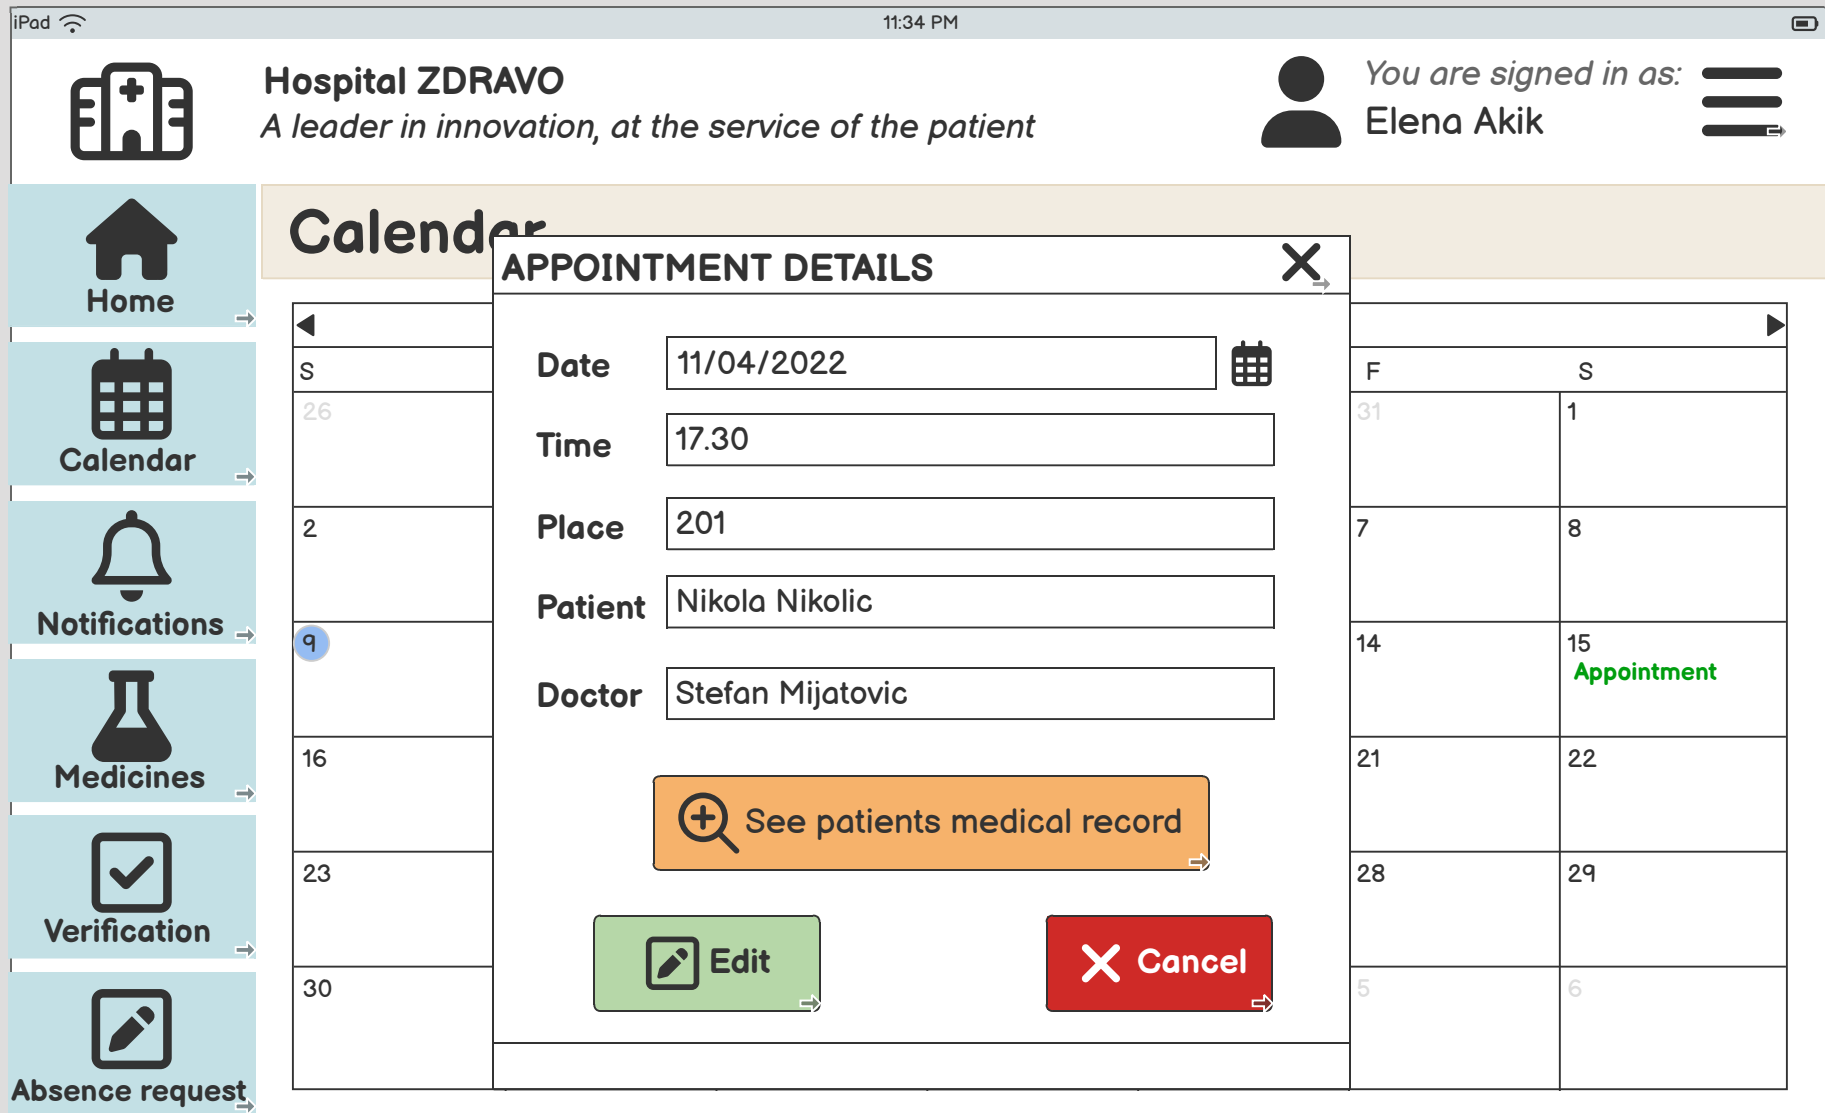 iPad
11:34 PM
Hospital ZDRAVO
A leader in innovation, at the service of the patient
You are signed in as:
Elena Akik
Home
Calendar
Notifications
Medicines
Verification
Absence request
Calendar
APPOINTMENT DETAILS
Date
11/04/2022
Time
17.30
Place
201
Patient
Nikola Nikolic
Doctor
Stefan Mijatovic
See patients medical record
Edit
Cancel
S
F
S
26
31
1
2
7
8
9
14
15
Appointment
16
21
22
23
28
29
30
5
6